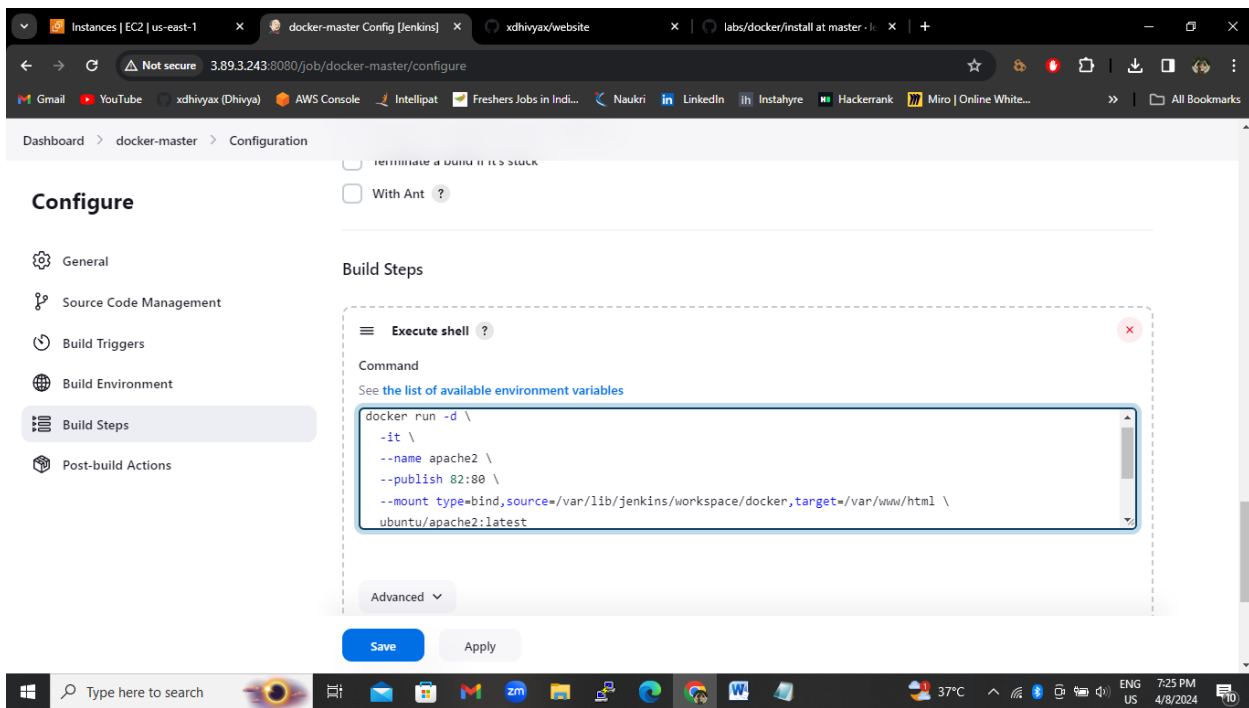 Instances | EC2 | us-east-1
docker-master Config [Jenkins]
xdhivyax/website
labs/docker/install at master · le
Not secure 3.89.3.243:8080/job/docker-master/configure
Gmail YouTube xdhivyax (Dhivya) AWS Console Intellipat Freshers Jobs in Indi... Naukri LinkedIn Instahyre Hackerrank Miro | Online White... » All Bookmarks
Dashboard > docker-master > Configuration
Terminate a build if it's stuck
With Ant ?
Configure
General
Source Code Management
Build Triggers
Build Environment
Build Steps
Post-build Actions
Build Steps
Execute shell ?
Command
See the list of available environment variables
docker run -d \
-it \
--name apache2 \
--publish 82:80 \
--mount type=bind,source=/var/lib/jenkins/workspace/docker,target=/var/www/html \
ubuntu/apache2:latest
Advanced
Save Apply
Type here to search
37°C
ENG
US
7:25 PM
4/8/2024